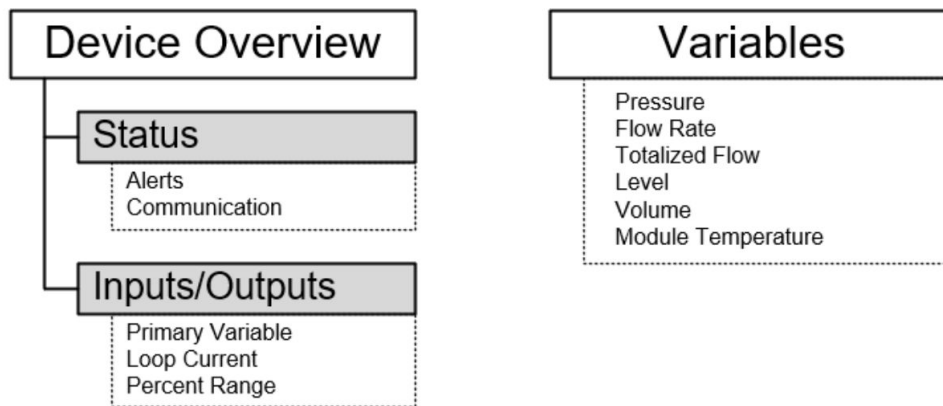 Device Overview
Status
Alerts
Communication
Inputs/Outputs
Primary Variable
Loop Current
Percent Range
Variables
Pressure
Flow Rate
Totalized Flow
Level
Volume
Module Temperature